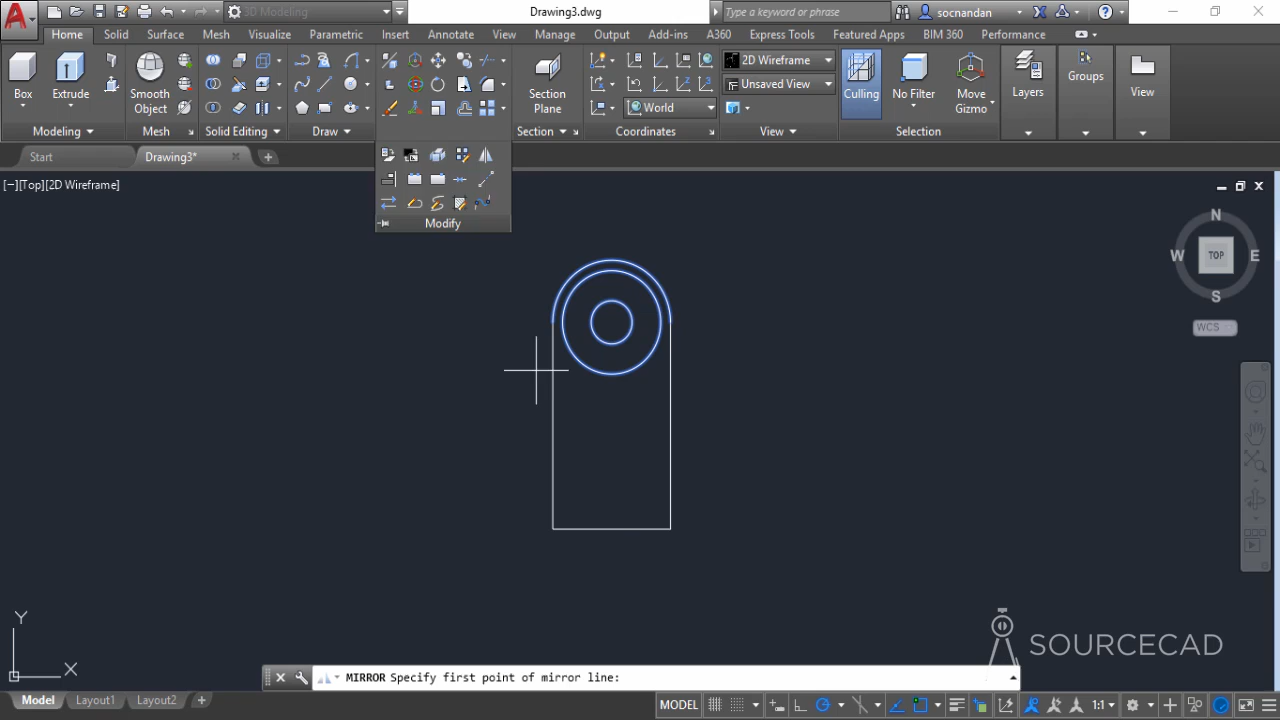 3D Modeling
Drawing3.dwg
Type a keyword or phrase
socnandan
Home Solid Surface Mesh Visualize Parametric Insert Annotate View Manage Output Add-ins A360 Express Tools Featured Apps BIM 360 Performance
Box Extrude
Smooth Object
Section Plane
2D Wireframe
Unsaved View
World
Culling No Filter Move Gizmo
Layers Groups View
Modeling Mesh Solid Editing Draw Section Coordinates View Selection
Start Drawing3* +
[−][Top][2D Wireframe]
Modify
N
W TOP E
S
WCS
Y
X
SOURCECAD
MIRROR Specify first point of mirror line:
Model Layout1 Layout2 +
MODEL 1:1